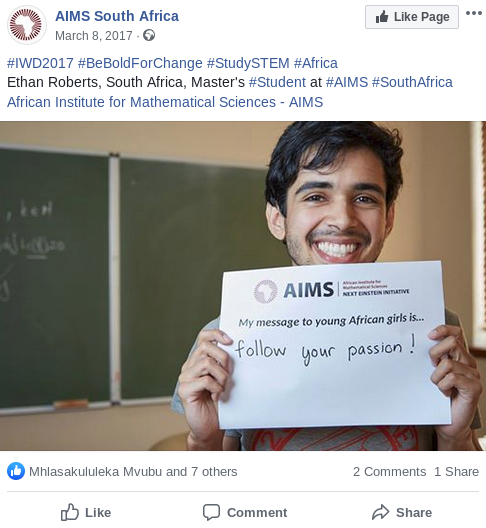 AIMS South Africa
Like Page
March 8, 2017 ·
#IWD2017 #BeBoldForChange #StudySTEM #Africa
Ethan Roberts, South Africa, Master's #Student at #AIMS #SouthAfrica
African Institute for Mathematical Sciences - AIMS
AIMS
African Institute for
Mathematical Sciences
NEXT EINSTEIN INITIATIVE
My message to young African girls is...
follow your passion!
Mhlasakululeka Mvubu and 7 others
2 Comments 1 Share
Like Comment Share